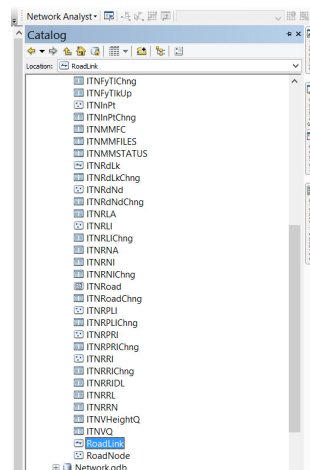 Network Analyst
Catalog
Location: RoadLink
ITNFyTlChng
ITNFyTlkUp
ITNInPt
ITNInPtChng
ITNMMFC
ITNMMFILES
ITNMMSTATUS
ITNRdLk
ITNRdLkChng
ITNRdNd
ITNRdNdChng
ITNRLA
ITNRLI
ITNRLIChng
ITNRNA
ITNRNI
ITNRNIChng
ITNRoad
ITNRoadChng
ITNRPLI
ITNRPLIChng
ITNRPRI
ITNRPRIChng
ITNRRI
ITNRRIChng
ITNRRIDL
ITNRRL
ITNRRN
ITNVHeightQ
ITNVQ
RoadLink
RoadNode
Network.gdb